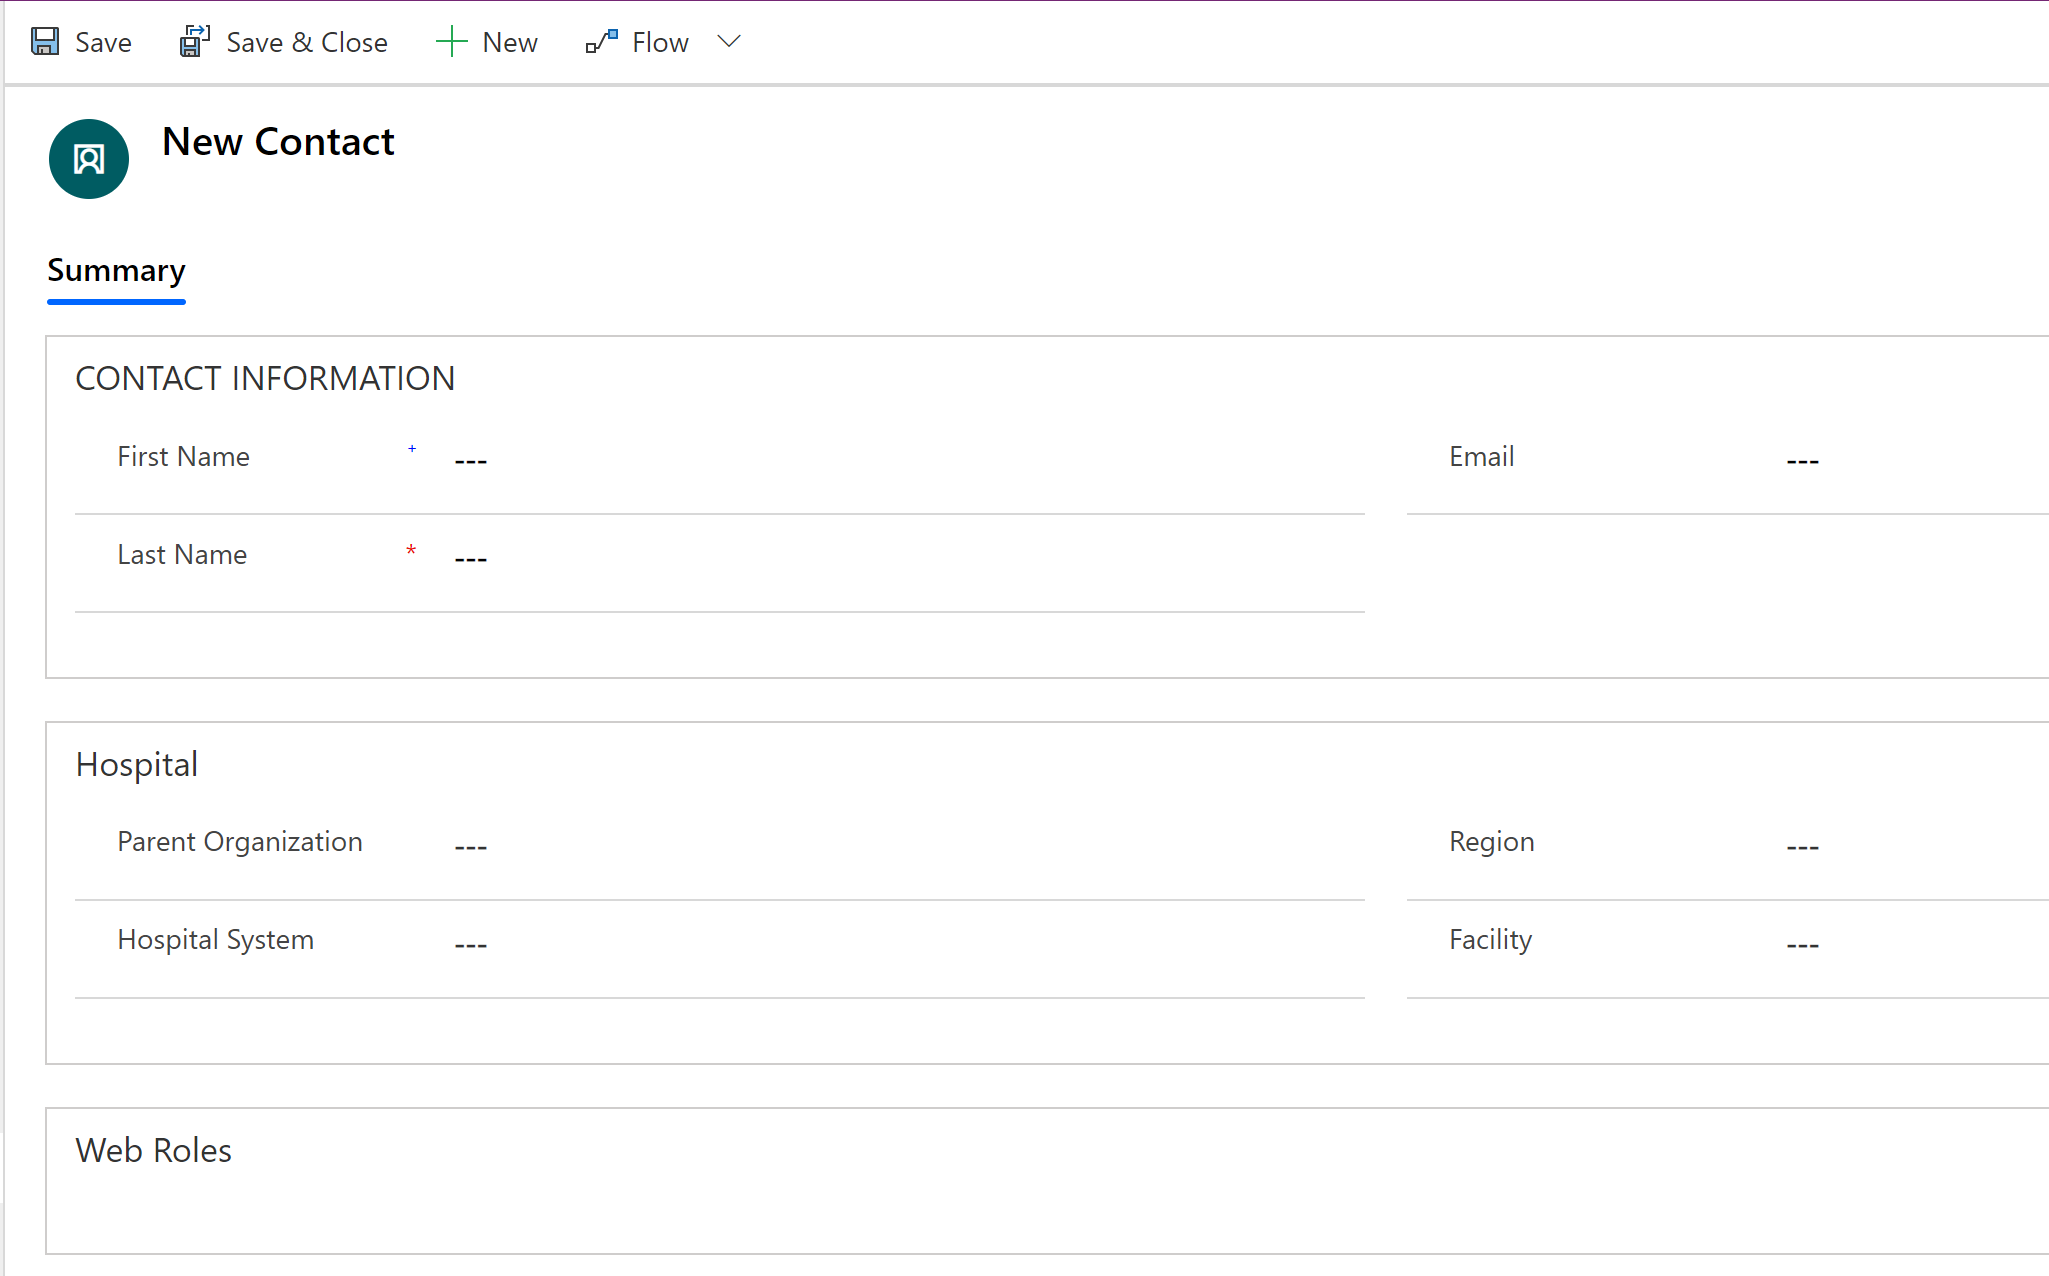 Save Save & Close New Flow
New Contact
Summary
CONTACT INFORMATION
First Name + --- Email ---
Last Name * ---
Hospital
Parent Organization --- Region ---
Hospital System --- Facility ---
Web Roles